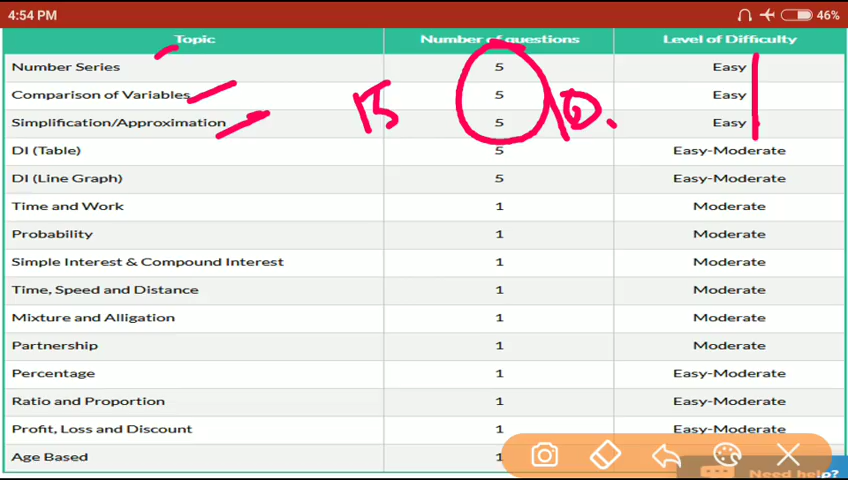 4:54 PM 46%
Topic Number of questions Level of Difficulty
Number Series 5 Easy
Comparison of Variables 5 Easy
15
Simplification/Approximation 5 Easy
DI (Table) 5 Easy-Moderate
DI (Line Graph) 5 Easy-Moderate
Time and Work 1 Moderate
Probability 1 Moderate
Simple Interest & Compound Interest 1 Moderate
Time, Speed and Distance 1 Moderate
Mixture and Alligation 1 Moderate
Partnership 1 Moderate
Percentage 1 Easy-Moderate
Ratio and Proportion 1 Easy-Moderate
Profit, Loss and Discount 1 Easy-Moderate
Age Based 1
Need help?